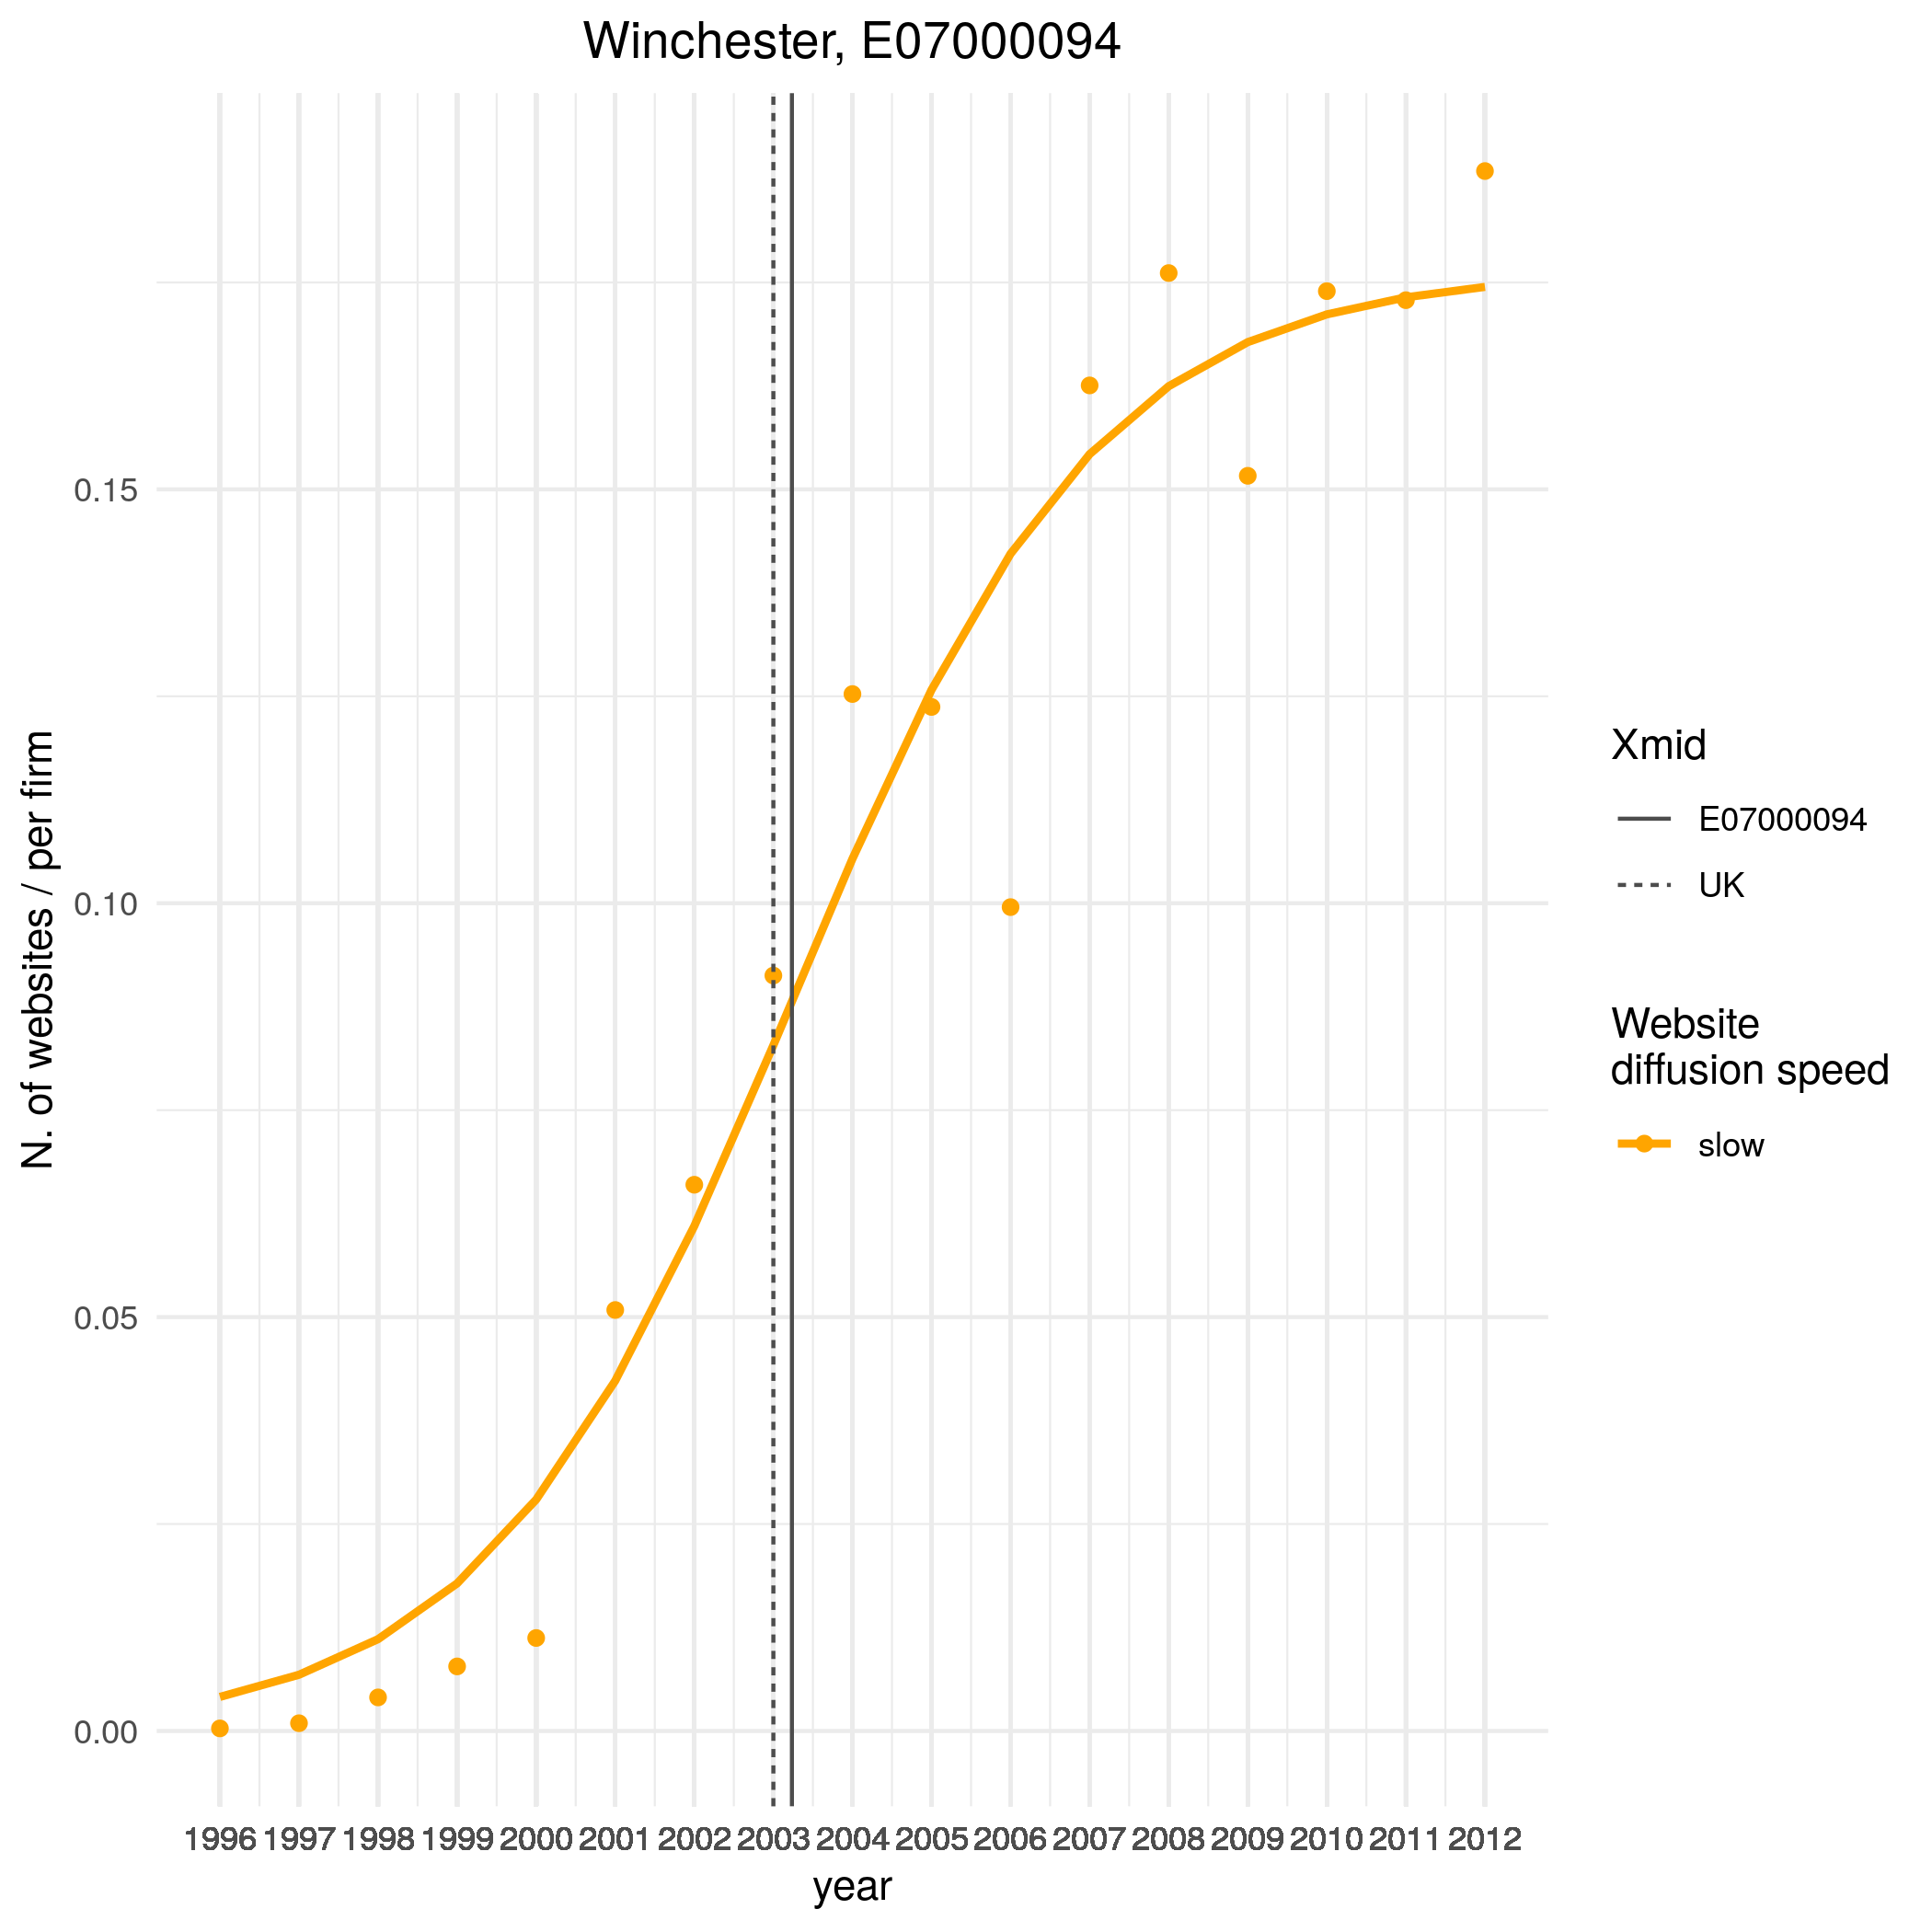 Winchester, E07000094
N. of websites / per firm
0.15
0.10
0.05
0.00
1996 1997 1998 1999 2000 2001 2002 2003 2004 2005 2006 2007 2008 2009 2010 2011 2012
year
Xmid
E07000094
UK
Website
diffusion speed
slow